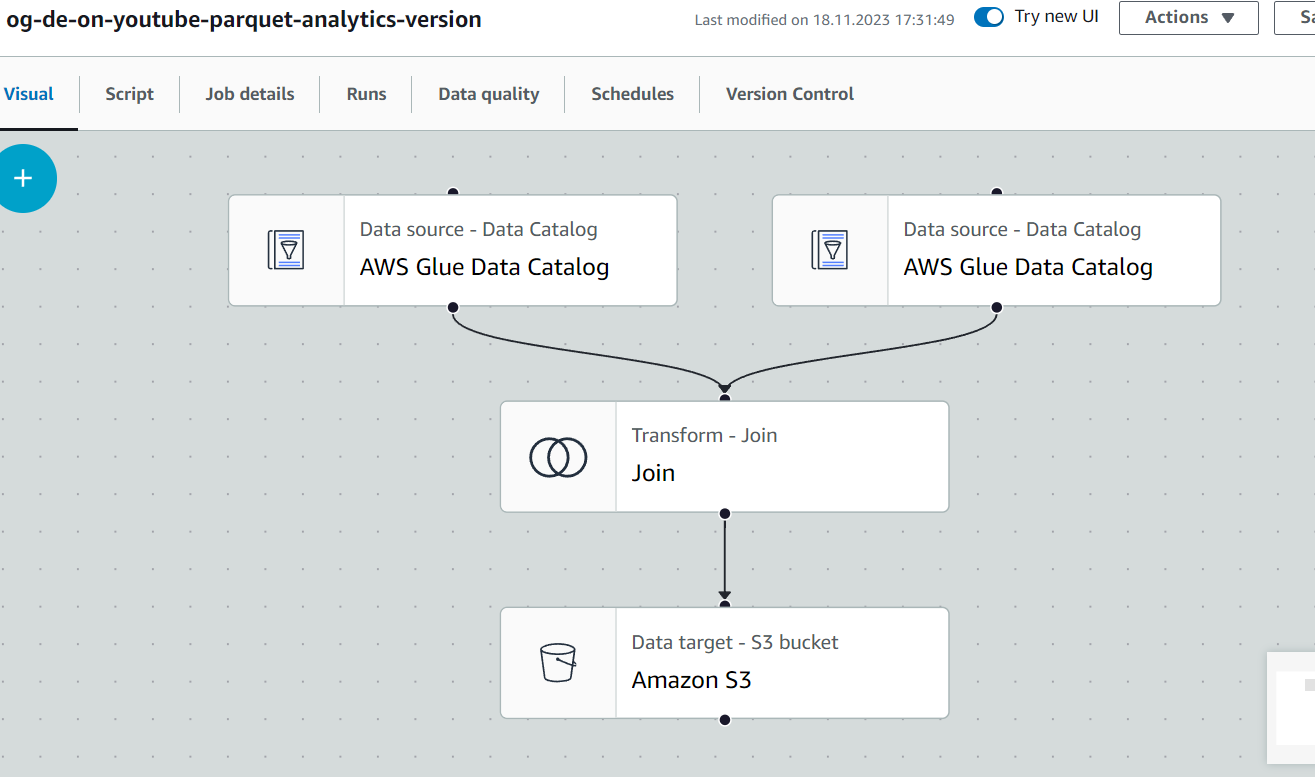 og-de-on-youtube-parquet-analytics-version
Last modified on 18.11.2023 17:31:49
Try new UI
Actions
Visual
Script
Job details
Runs
Data quality
Schedules
Version Control
Data source - Data Catalog
AWS Glue Data Catalog
Data source - Data Catalog
AWS Glue Data Catalog
Transform - Join
Join
Data target - S3 bucket
Amazon S3